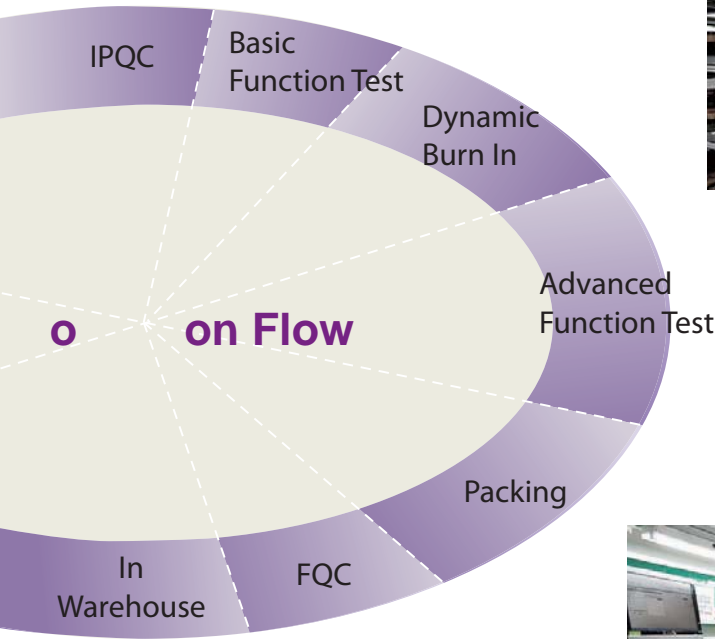 IPQC
Basic
Function Test
Dynamic
Burn In
Advanced
Function Test
o on Flow
Packing
FQC
In
Warehouse